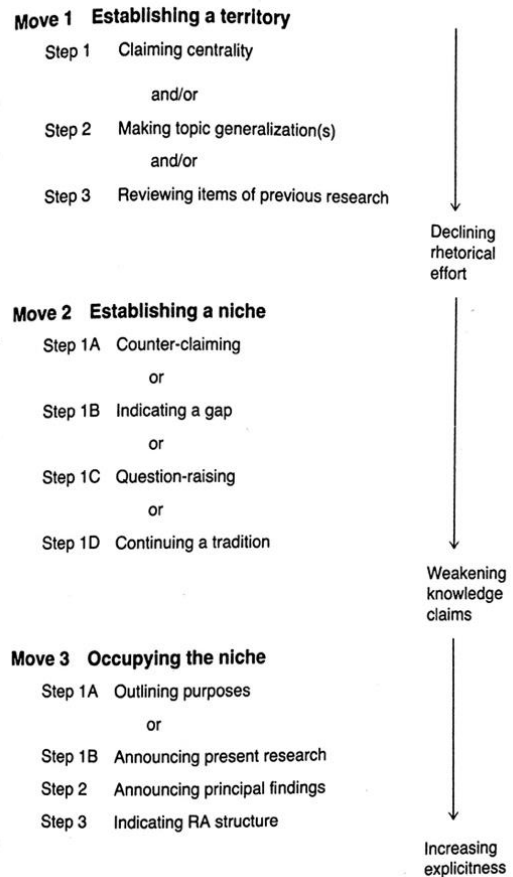 Move 1 Establishing a territory
Step 1 Claiming centrality
and/or
Step 2 Making topic generalization(s)
and/or
Step 3 Reviewing items of previous research
Declining
rhetorical
effort
Move 2 Establishing a niche
Step 1A Counter-claiming
or
Step 1B Indicating a gap
or
Step 1C Question-raising
or
Step 1D Continuing a tradition
Weakening
knowledge
claims
Move 3 Occupying the niche
Step 1A Outlining purposes
or
Step 1B Announcing present research
Step 2 Announcing principal findings
Step 3 Indicating RA structure
Increasing
explicitness